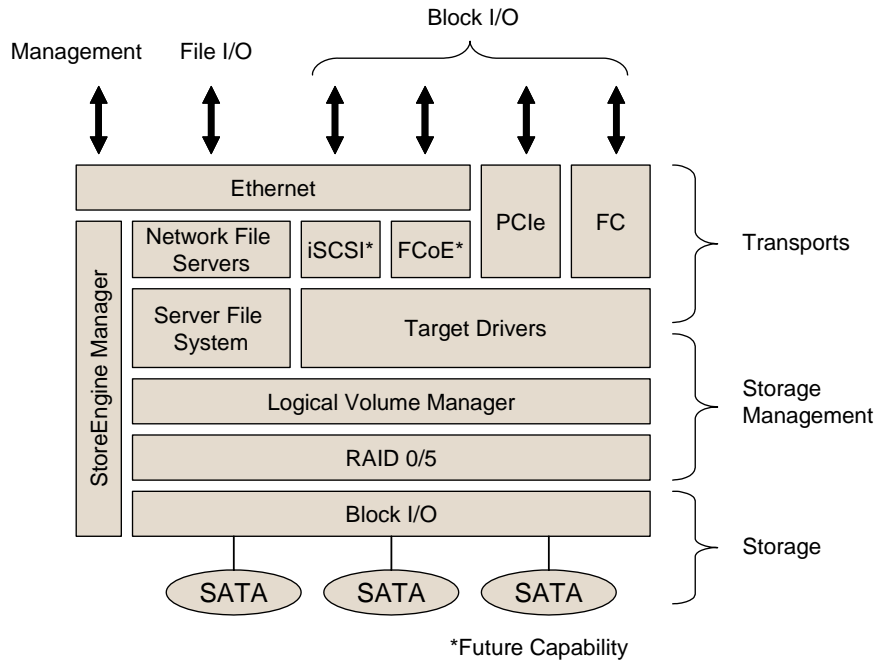 Block I/O
Management
File I/O
Ethernet
PCIe
FC
Network File
Servers
iSCSI*
FCoE*
Transports
StoreEngine Manager
Server File
System
Target Drivers
Logical Volume Manager
Storage
Management
RAID 0/5
Block I/O
Storage
SATA
SATA
SATA
*Future Capability